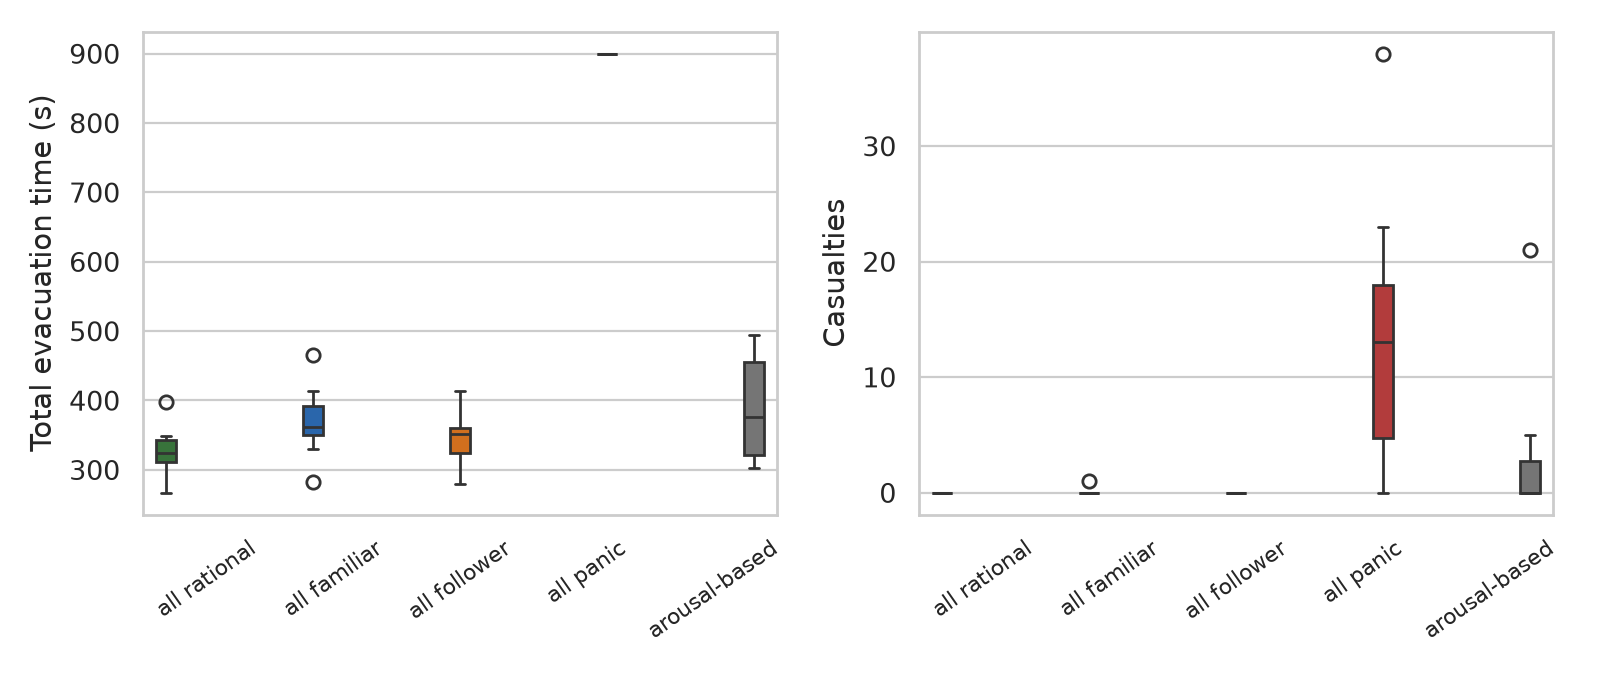 Total evacuation time (s)
900
800
700
600
500
400
300
all rational
all familiar
all follower
all panic
arousal-based
Casualties
30
20
10
0
all rational
all familiar
all follower
all panic
arousal-based